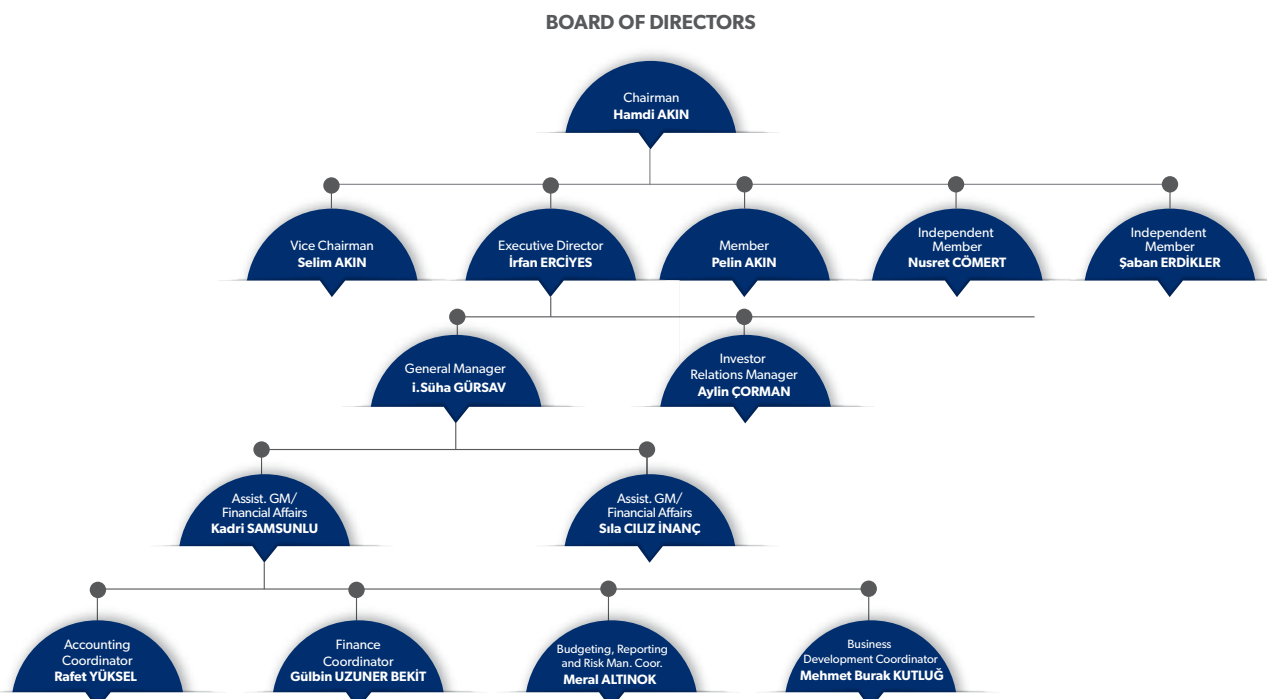 BOARD OF DIRECTORS
Chairman
Hamdi AKIN
Vice Chairman
Selim AKIN
Executive Director
İrfan ERCİYES
Member
Pelin AKIN
Independent
Member
Nusret CÖMERT
Independent
Member
Şaban ERDİKLER
General Manager
i.Süha GÜRSAV
Investor
Relations Manager
Aylin ÇORMAN
Assist. GM/
Financial Affairs
Kadri SAMSUNLU
Assist. GM/
Financial Affairs
Sıla CILIZ İNANÇ
Accounting
Coordinator
Rafet YÜKSEL
Finance
Coordinator
Gülbin UZUNER BEKİT
Budgeting, Reporting
and Risk Man. Coor.
Meral ALTINOK
Business
Development Coordinator
Mehmet Burak KUTLUĞ